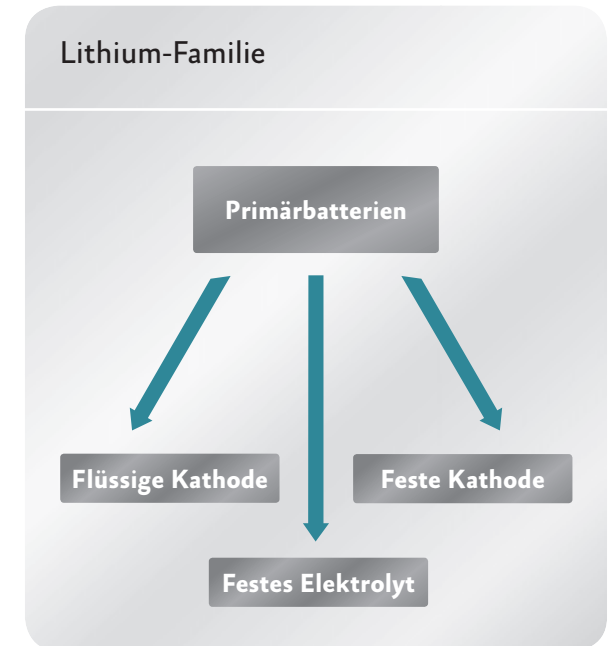 Lithium-Familie
Primärbatterien
Flüssige Kathode
Feste Kathode
Festes Elektrolyt